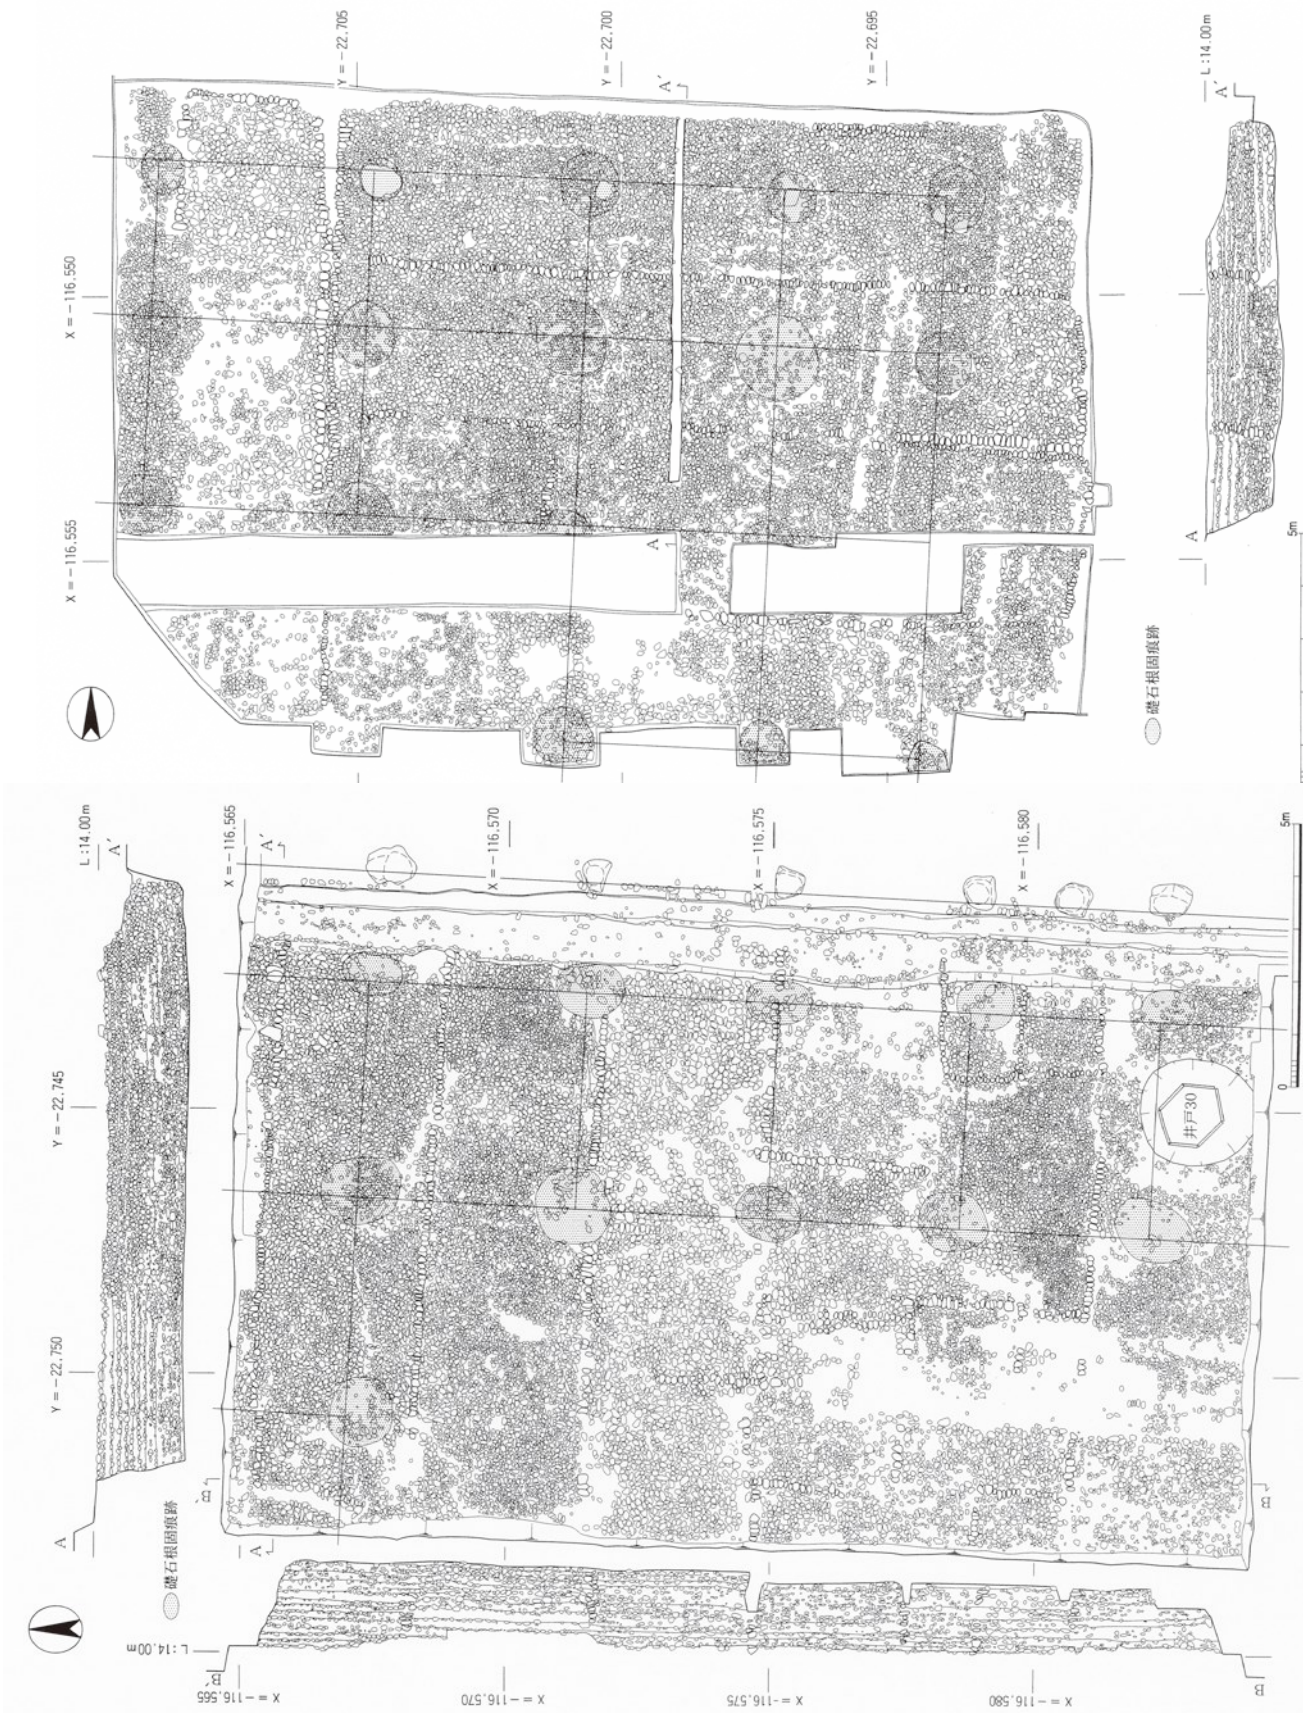 Y=-22.705
Y=-22.700
Y=-22.695
L:14.00m
A′
A′
X=-116.550
X=-116.555
A
A
5m
礎石根固痕跡
L:14.00m
A′
X=-116.565
A′
X=-116.570
X=-116.575
X=-116.580
5m
0
Y=-22.745
井戸30
Y=-22.750
A
B′
A
B
礎石根固痕跡
L:14.00m
B′
B
X=-116.565
X=-116.570
X=-116.575
X=-116.580